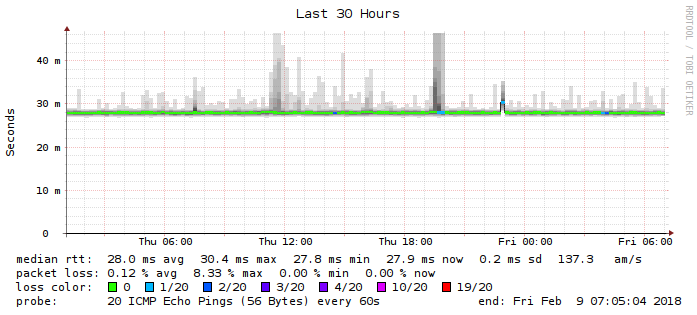 Last 30 Hours
RRDTOOL / TOBI OETIKER
Seconds
40 m
30 m
20 m
10 m
0
Thu 06:00 Thu 12:00 Thu 18:00 Fri 00:00 Fri 06:00
median rtt: 28.0 ms avg 30.4 ms max 27.8 ms min 27.9 ms now 0.2 ms sd 137.3 am/s
packet loss: 0.12 % avg 8.33 % max 0.00 % min 0.00 % now
loss color: 0 1/20 2/20 3/20 4/20 10/20 19/20
probe: 20 ICMP Echo Pings (56 Bytes) every 60s end: Fri Feb 9 07:05:04 2018